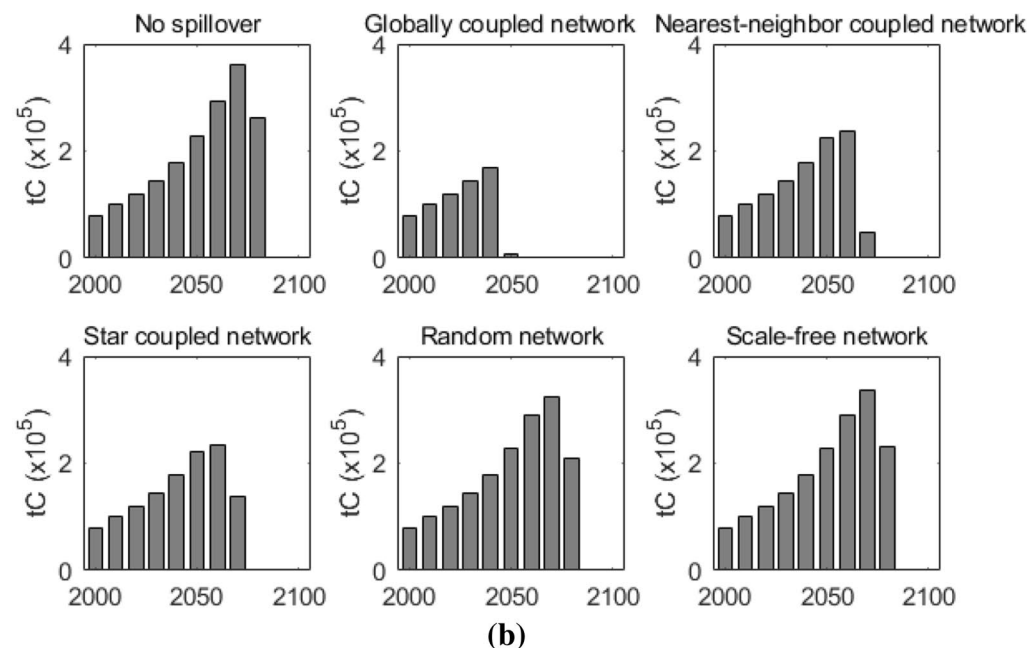 No spillover
Globally coupled network
Nearest-neighbor coupled network
tC (x10^5)
4
2
0
2000 2050 2100
tC (x10^5)
4
2
0
2000 2050 2100
tC (x10^5)
4
2
0
2000 2050 2100
Star coupled network
Random network
Scale-free network
tC (x10^5)
4
2
0
2000 2050 2100
tC (x10^5)
4
2
0
2000 2050 2100
tC (x10^5)
4
2
0
2000 2050 2100
(b)